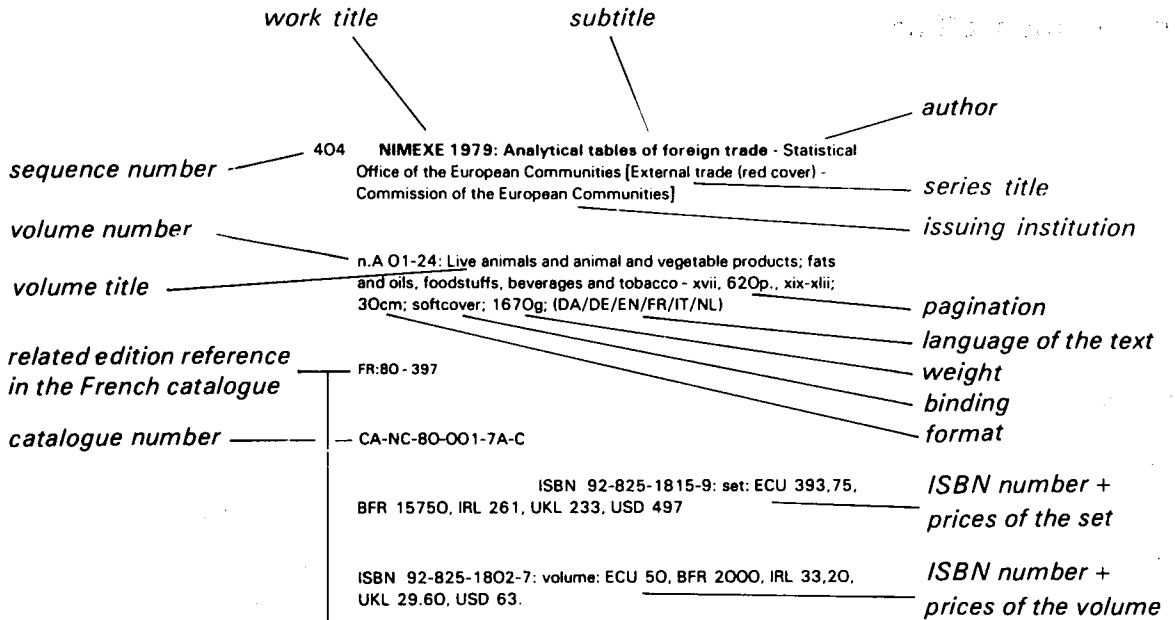 work title
subtitle
author
404 NIMEXE 1979: Analytical tables of foreign trade - Statistical
sequence number
Office of the European Communities [External trade (red cover) -
series title
Commission of the European Communities]
issuing institution
volume number
n.A 01-24: Live animals and animal and vegetable products; fats
volume title
and oils, foodstuffs, beverages and tobacco - xvii, 620p., xix-xliii;
30cm; softcover; 1670g; (DA/DE/EN/FR/IT/NL)
pagination
language of the text
related edition reference
in the French catalogue
FR:80 - 397
weight
binding
format
catalogue number
CA-NC-80-001-7A-C
ISBN 92-825-1815-9: set: ECU 393,75,
BFR 15750, IRL 261, UKL 233, USD 497
ISBN number +
prices of the set
ISBN 92-825-1802-7: volume: ECU 50, BFR 2000, IRL 33,20,
UKL 29.60, USD 63.
ISBN number +
prices of the volume